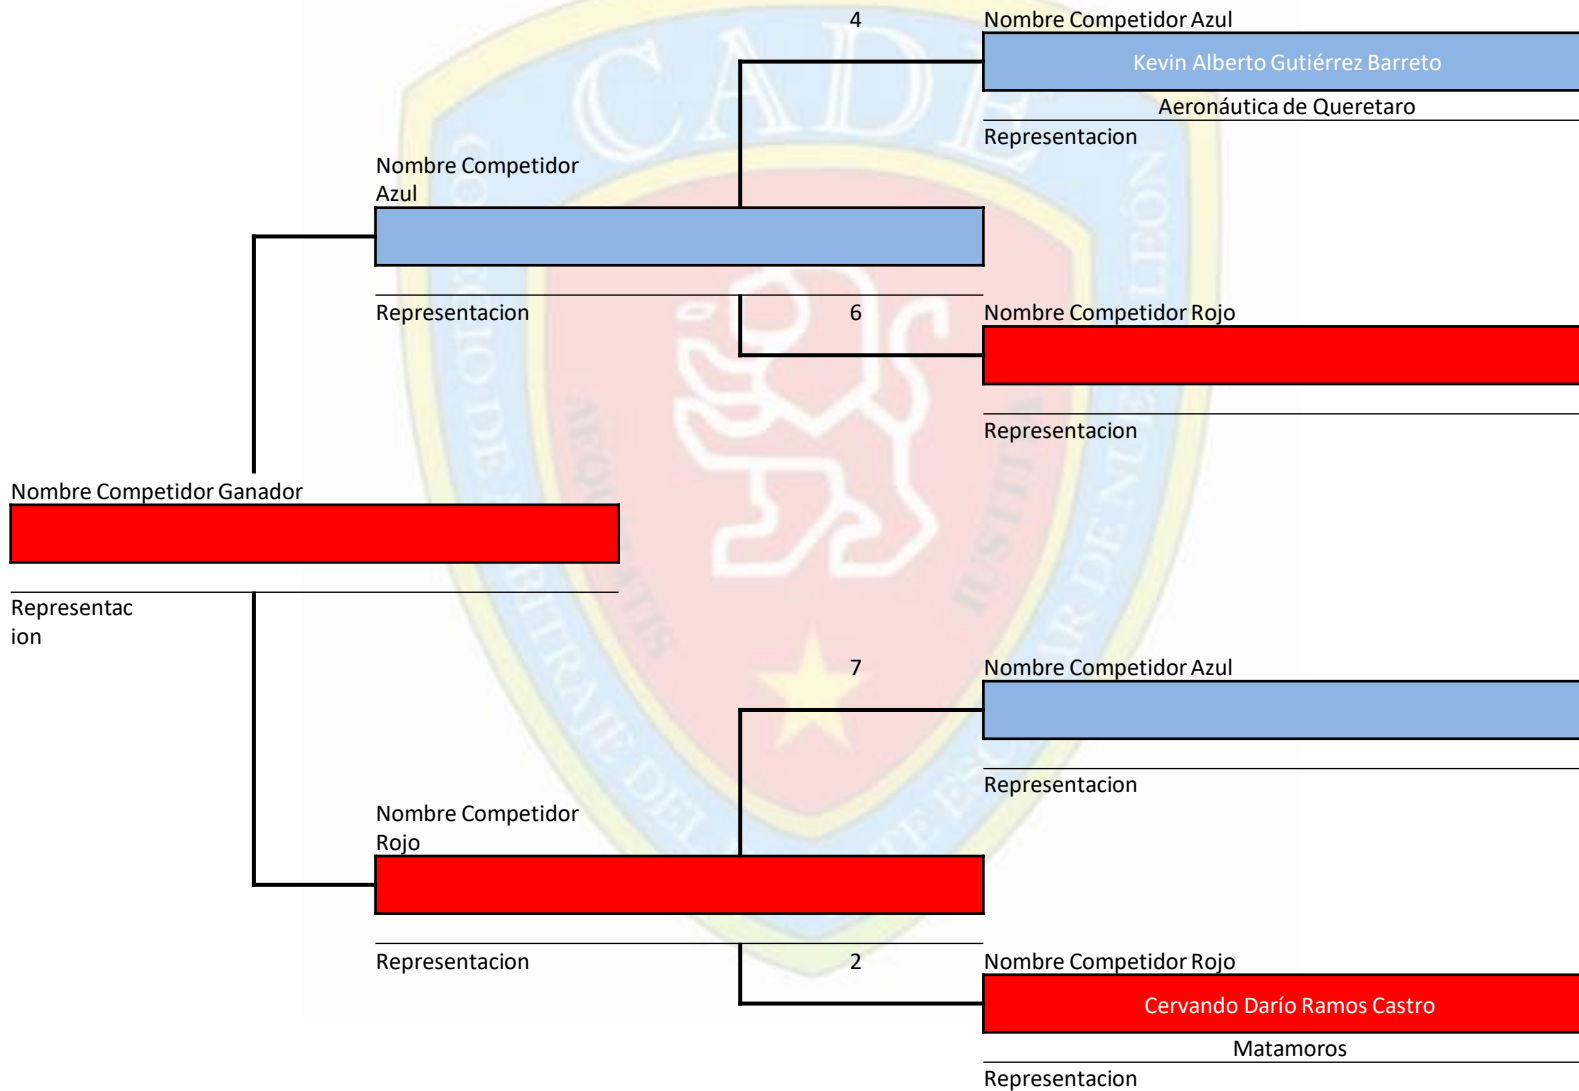 4
Nombre Competidor Azul
Kevin Alberto Gutiérrez Barreto
Aeronáutica de Queretaro
Representacion
Nombre Competidor
Azul
Representacion
6
Nombre Competidor Rojo
Representacion
Nombre Competidor Ganador
Representac
ion
7
Nombre Competidor Azul
Representacion
Nombre Competidor
Rojo
Representacion
2
Nombre Competidor Rojo
Cervando Darío Ramos Castro
Matamoros
Representacion
CADE
IUSTITIA